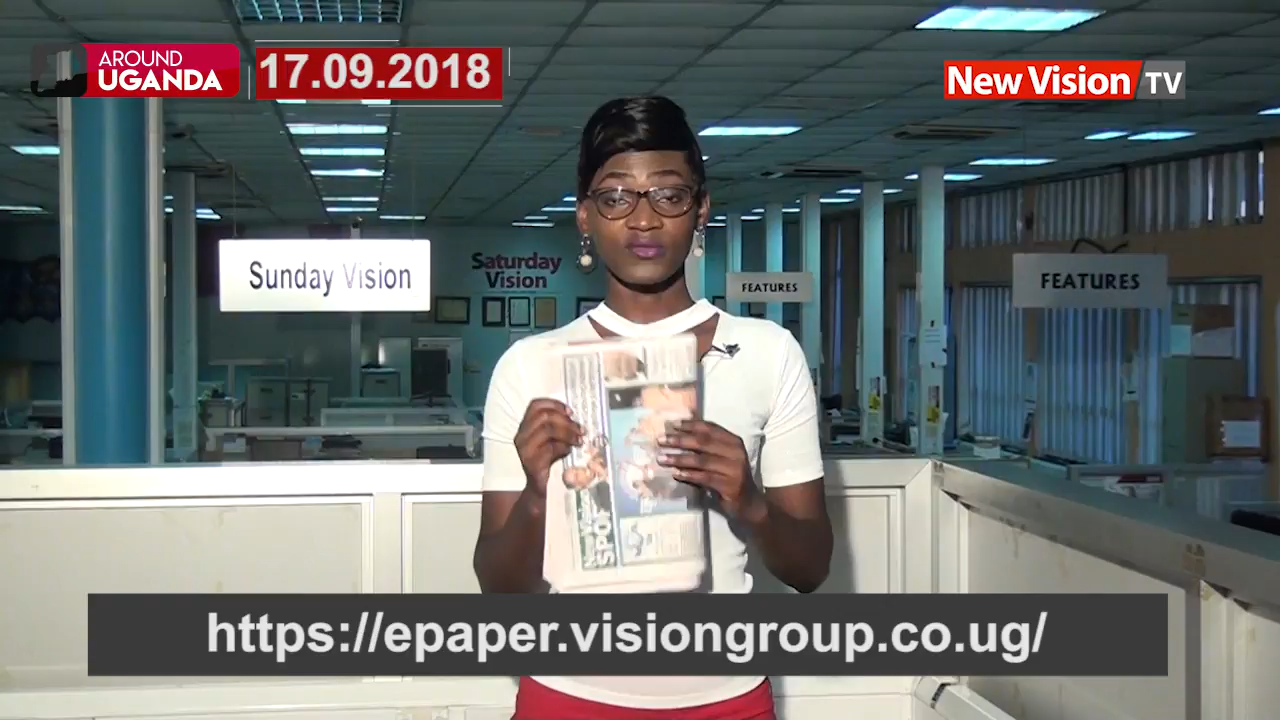 AROUND
UGANDA
17.09.2018
New Vision TV
Sunday Vision
Saturday
Vision
FEATURES
FEATURES
SPO
https://epaper.visiongroup.co.ug/